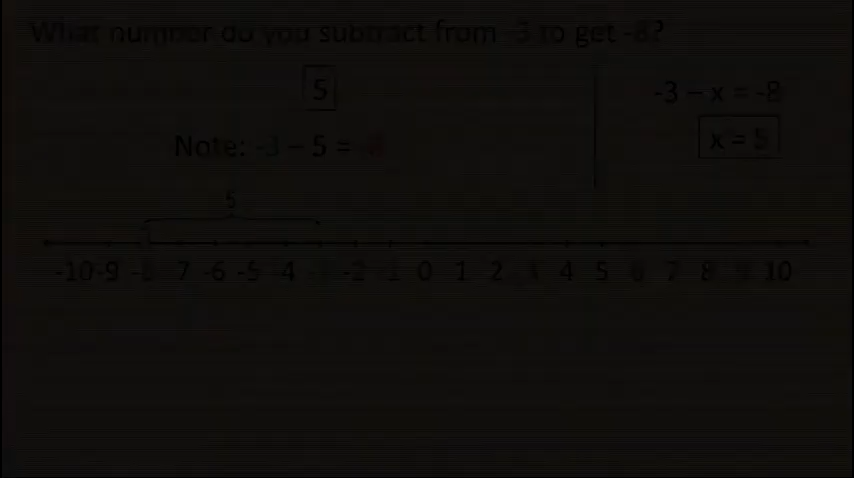 What number do you subtract from -3 to get -8?
5
Note: -3 – 5 = -8
-3 – x = -8
x = 5
5
-10 -9 -8 -7 -6 -5 -4 -3 -2 -1 0 1 2 3 4 5 6 7 8 9 10